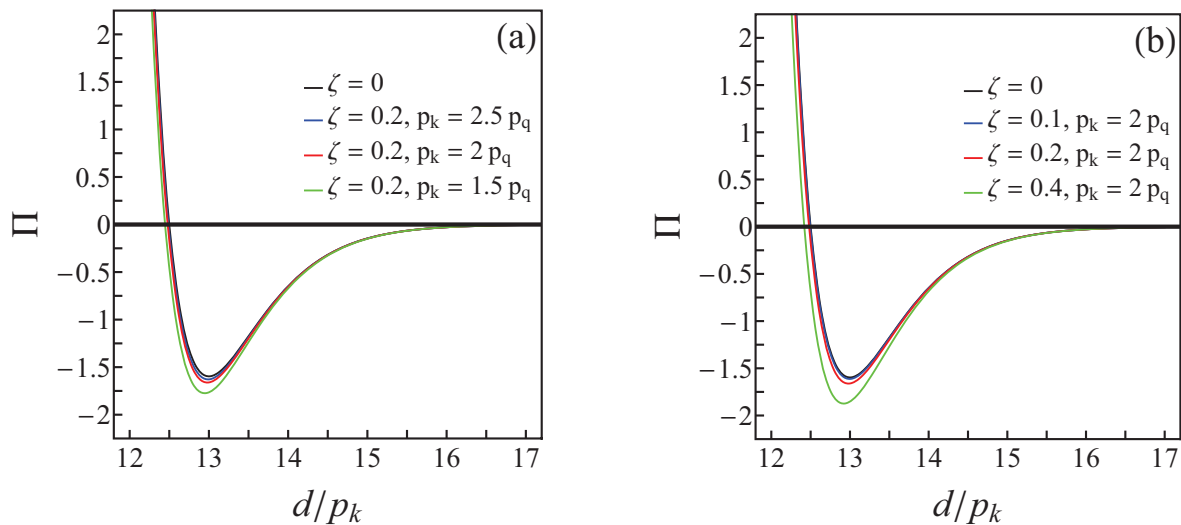 (a)
ζ = 0
ζ = 0.2, pk = 2.5 pq
ζ = 0.2, pk = 2 pq
ζ = 0.2, pk = 1.5 pq
2
1.5
1
0.5
0
−0.5
−1
−1.5
−2
Π
12 13 14 15 16 17
d/pk
(b)
ζ = 0
ζ = 0.1, pk = 2 pq
ζ = 0.2, pk = 2 pq
ζ = 0.4, pk = 2 pq
2
1.5
1
0.5
0
−0.5
−1
−1.5
−2
Π
12 13 14 15 16 17
d/pk